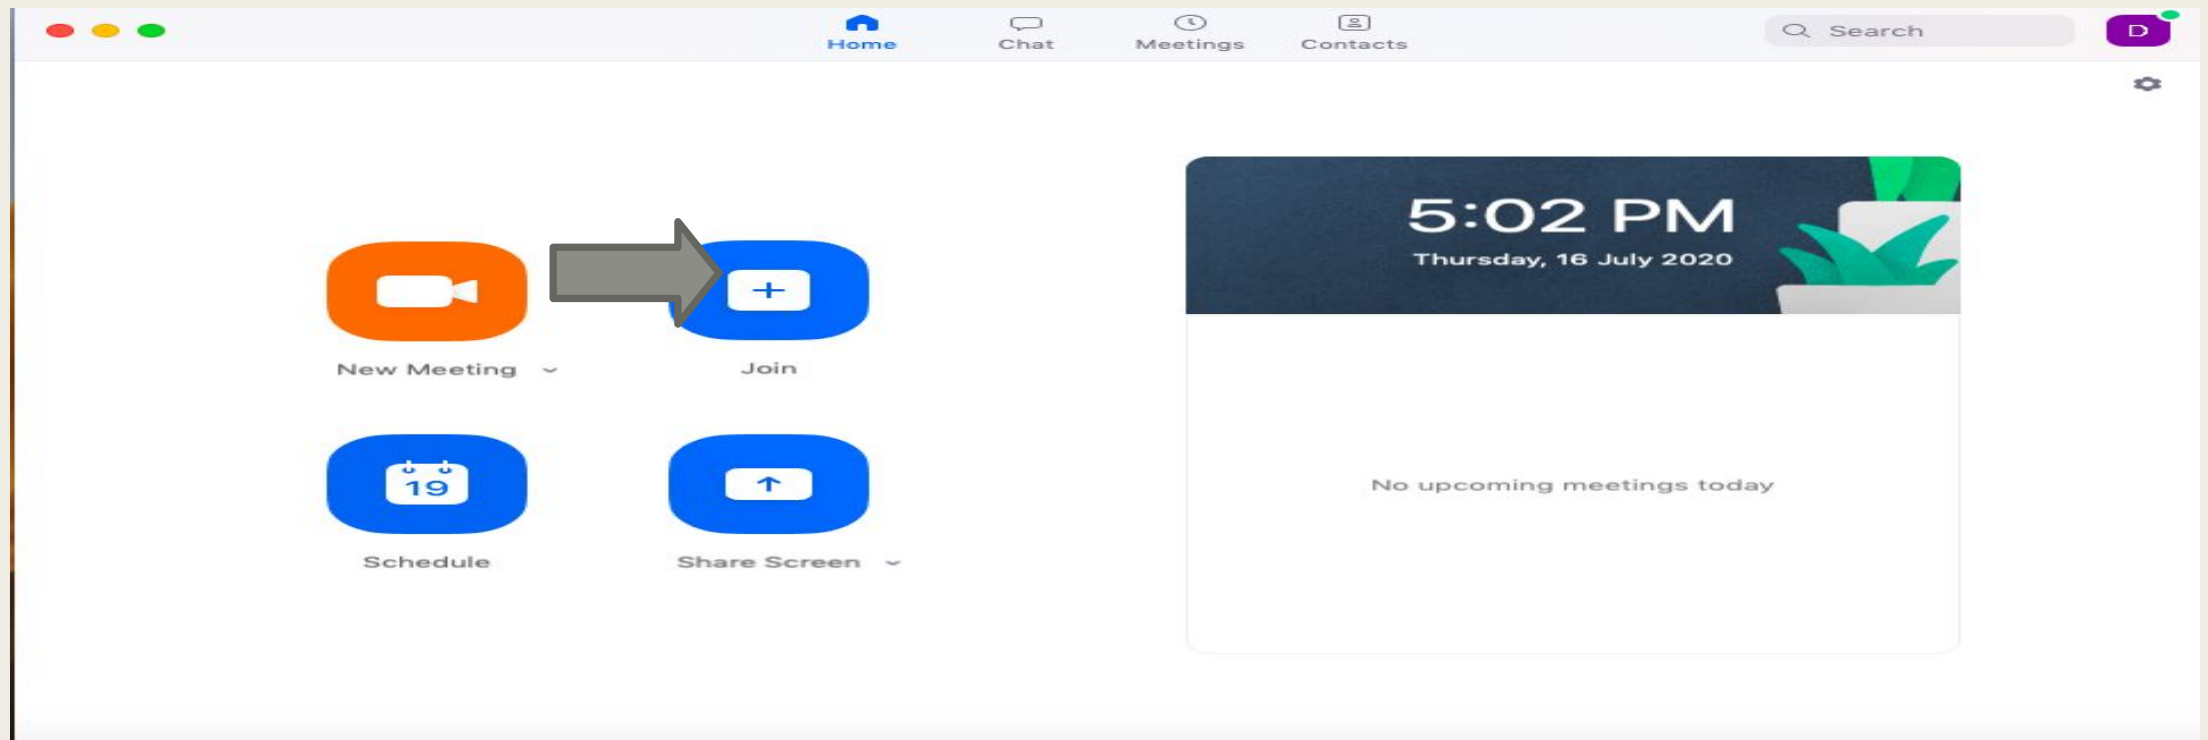 Home
Chat
Meetings
Contacts
Search
D
5:02 PM
Thursday, 16 July 2020
New Meeting
Join
19
Schedule
Share Screen
No upcoming meetings today